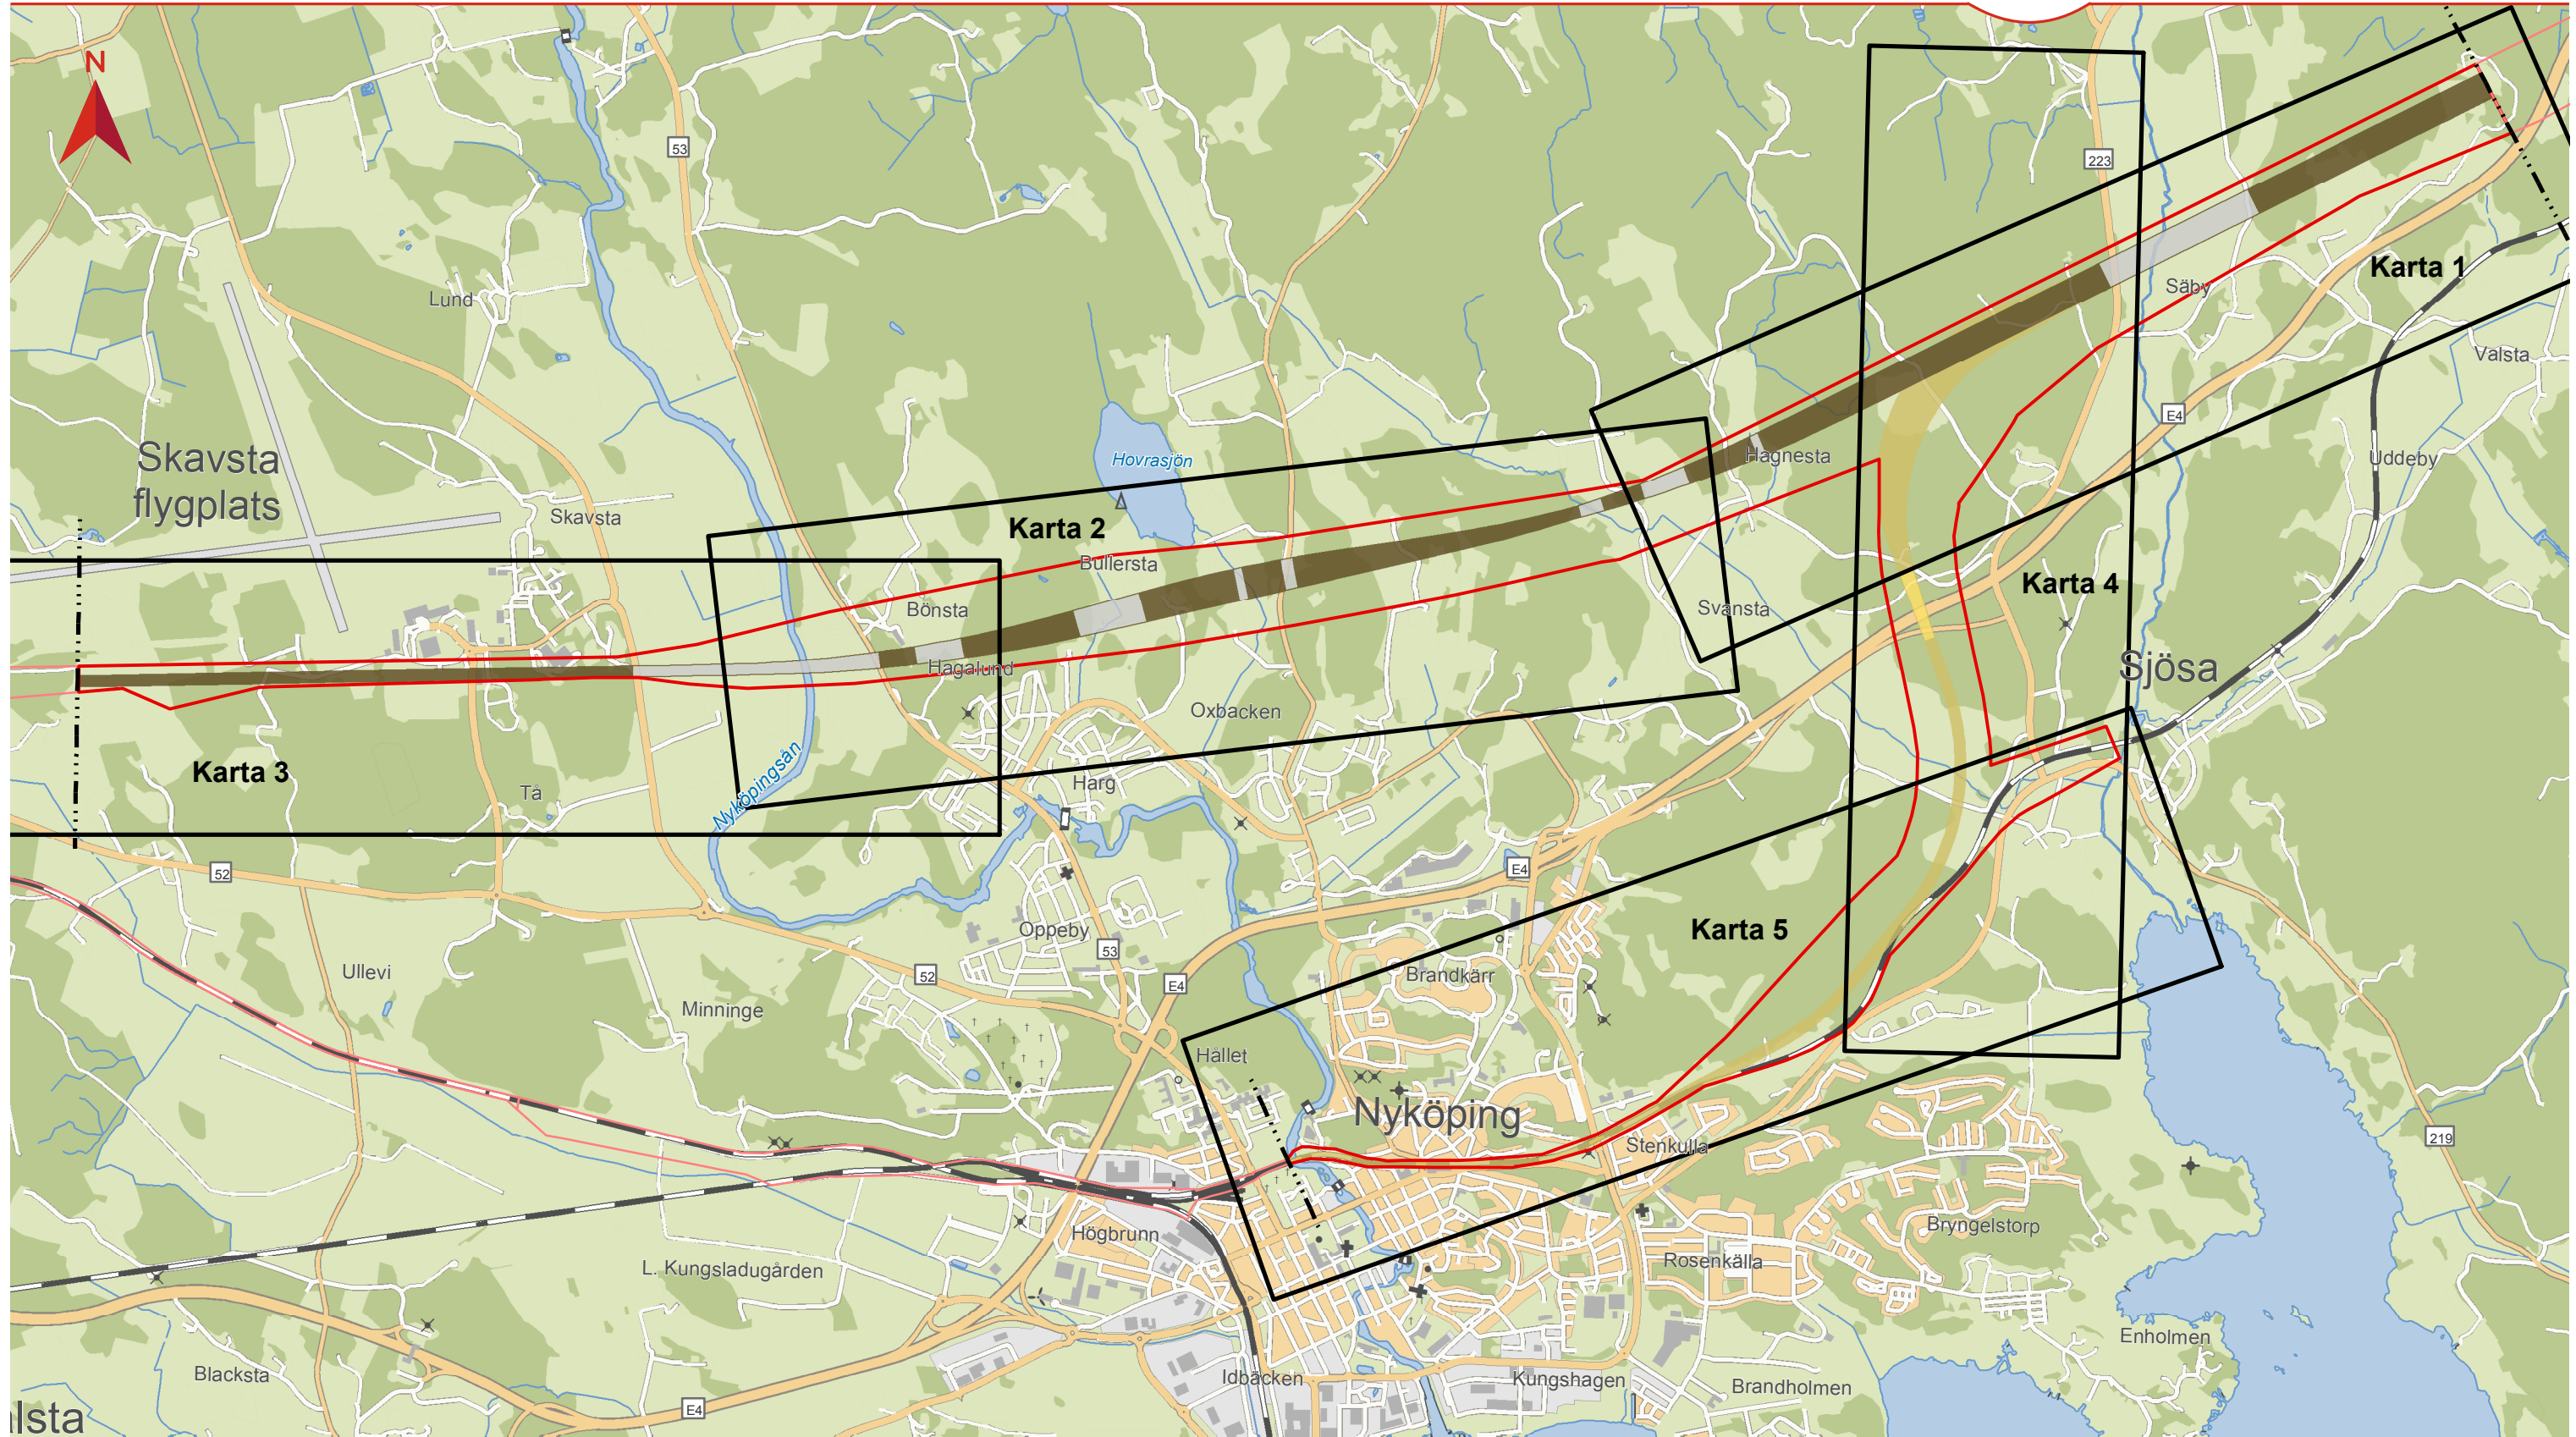 N
53
223
Karta 1
Säby
Lund
Valsta
E4
Skavsta
flygplats
Hovrasjön
Hagnesta
Uddeby
Skavsta
Karta 2
Bullersta
Karta 4
Bönsta
Svansta
Hagalund
Sjösa
Oxbacken
Karta 3
Nyköpingsån
Harg
Tå
52
E4
Karta 5
Oppeby
53
Brandkärr
Ullevi
52
E4
Minninge
Hållet
Nyköping
219
Stenkulla
Högbrunn
Bryngelstorp
L. Kungsladugården
Rosenkälla
Enholmen
Blacksta
Idbäcken
Kungshagen
Brandholmen
E4
lsta